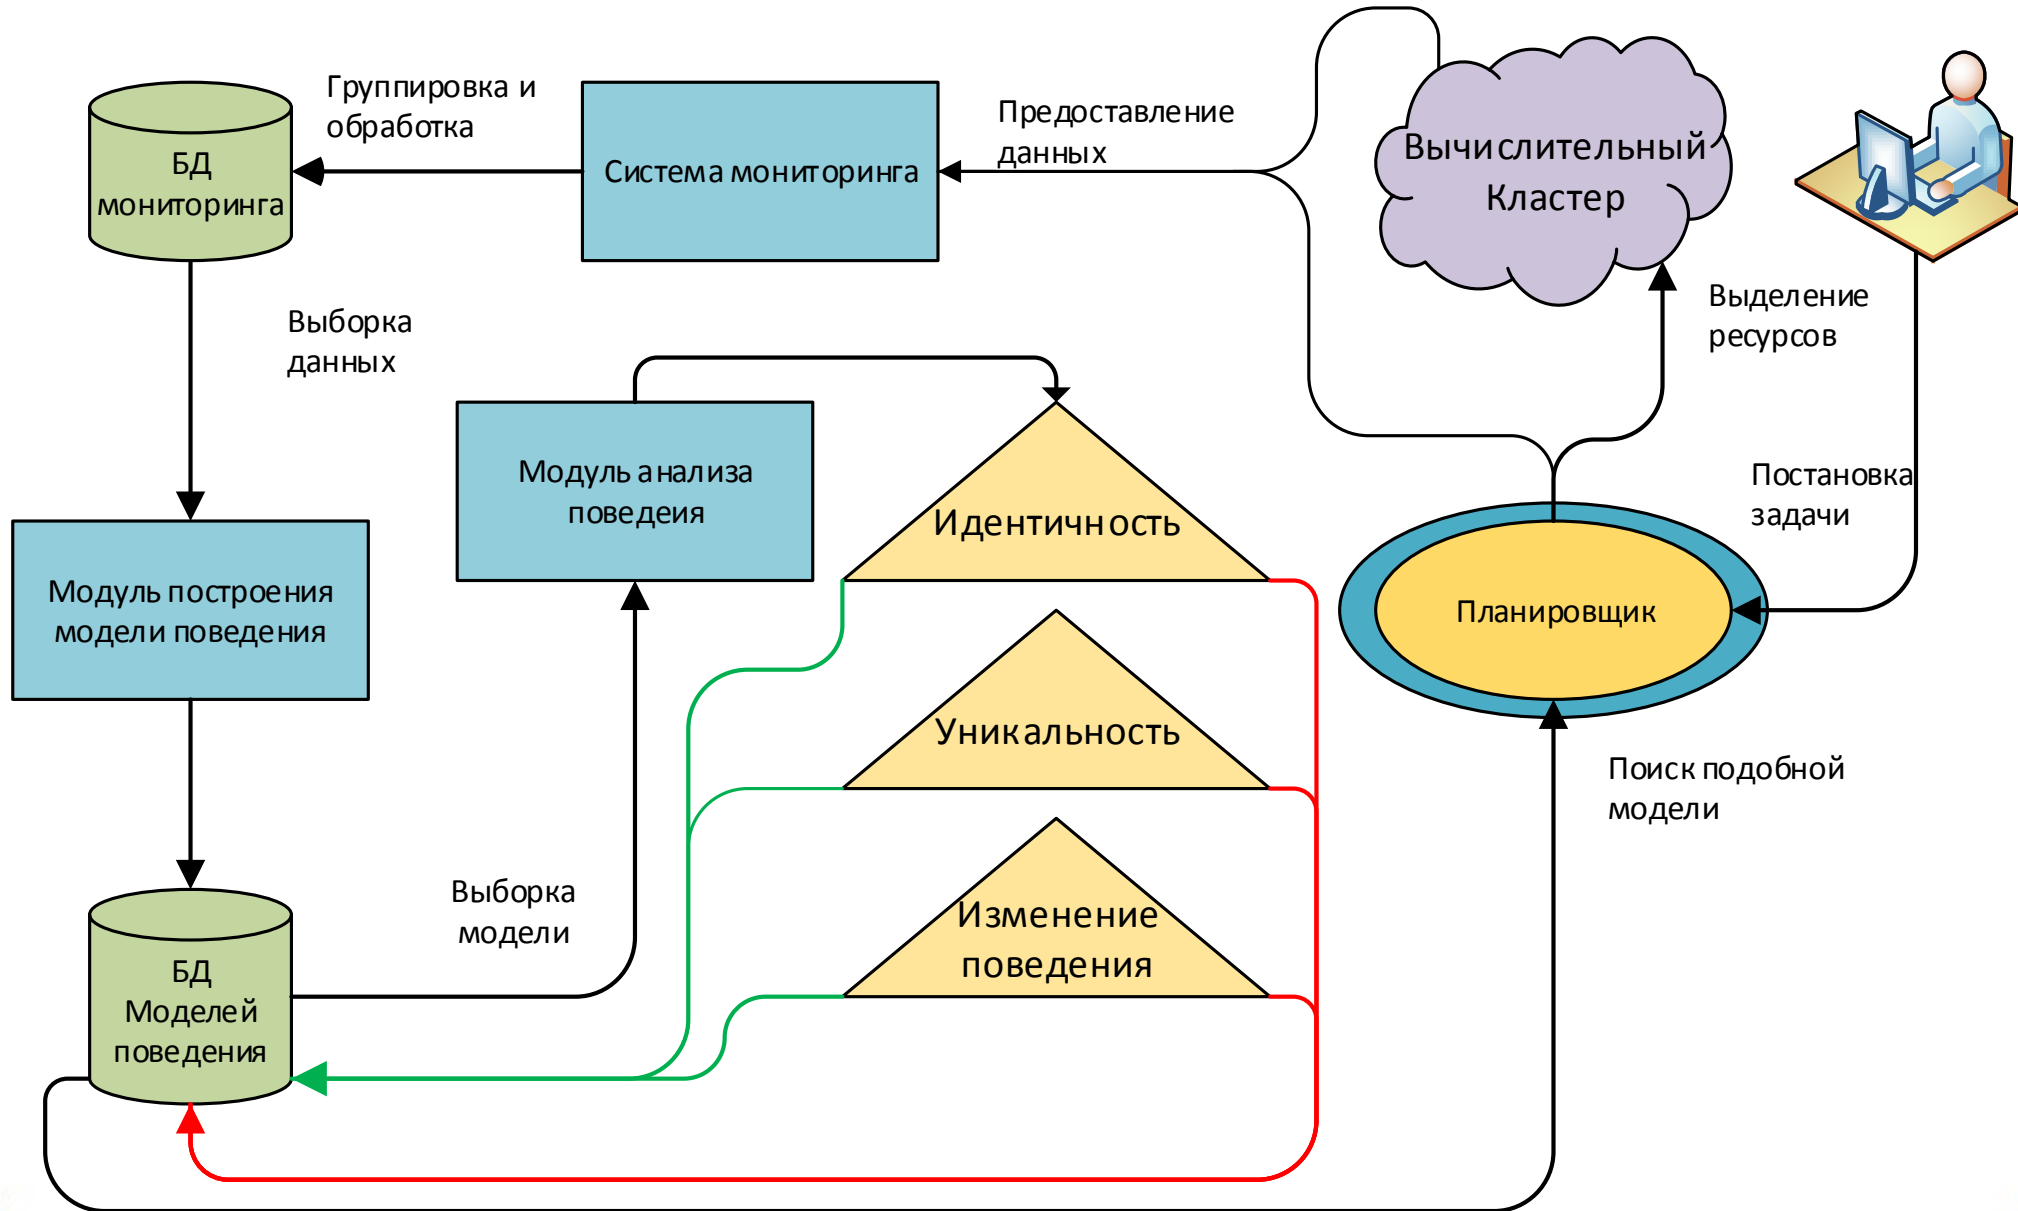 Группировка и
обработка
БД
мониторинга
Система мониторинга
Предоставление
данных
Вычислительный
Кластер
Выборка
данных
Выделение
ресурсов
Модуль анализа
поведеия
Идентичность
Постановка
задачи
Модуль построения
модели поведения
Планировщик
Уникальность
Поиск подобной
модели
Выборка
модели
Изменение
поведения
БД
Моделей
поведения